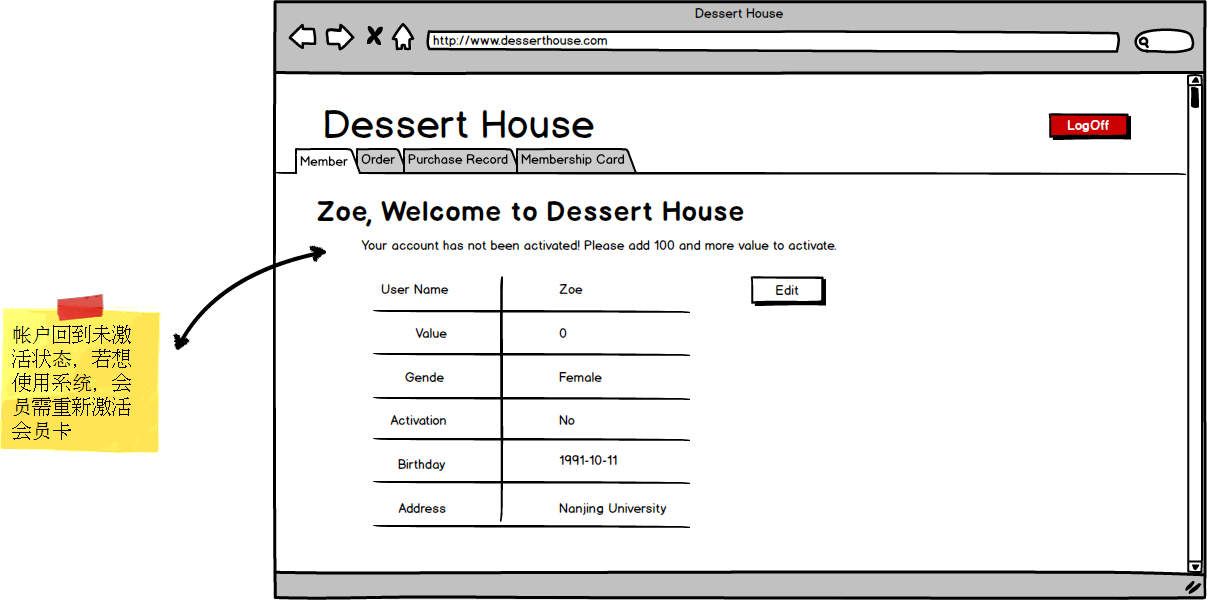 Dessert House
http://www.desserthouse.com
Dessert House
LogOff
Member Order Purchase Record Membership Card
Zoe, Welcome to Dessert House
Your account has not been activated! Please add 100 and more value to activate.
User Name Zoe
Edit
Value 0
Gende Female
Activation No
Birthday 1991-10-11
Address Nanjing University
帐户回到未激
活状态，若想
使用系统，会
员需重新激活
会员卡